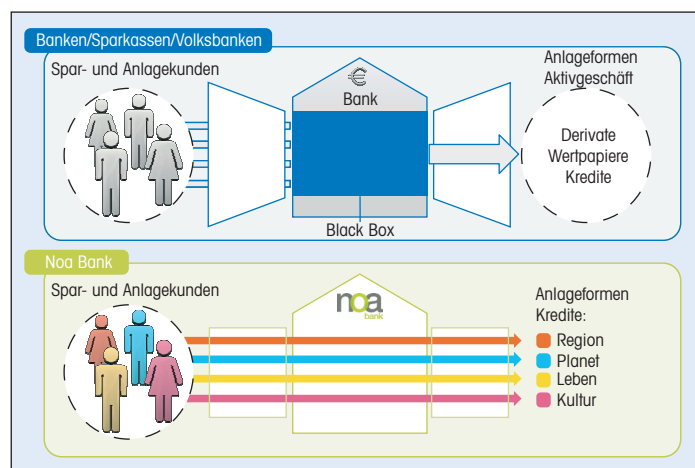 Banken/Sparkassen/Volksbanken
Spar- und Anlagekunden
€
Bank
Black Box
Anlageformen
Aktivgeschäft
Derivate
Wertpapiere
Kredite
Noa Bank
Spar- und Anlagekunden
noa
bank
Anlageformen
Kredite:
Region
Planet
Leben
Kultur